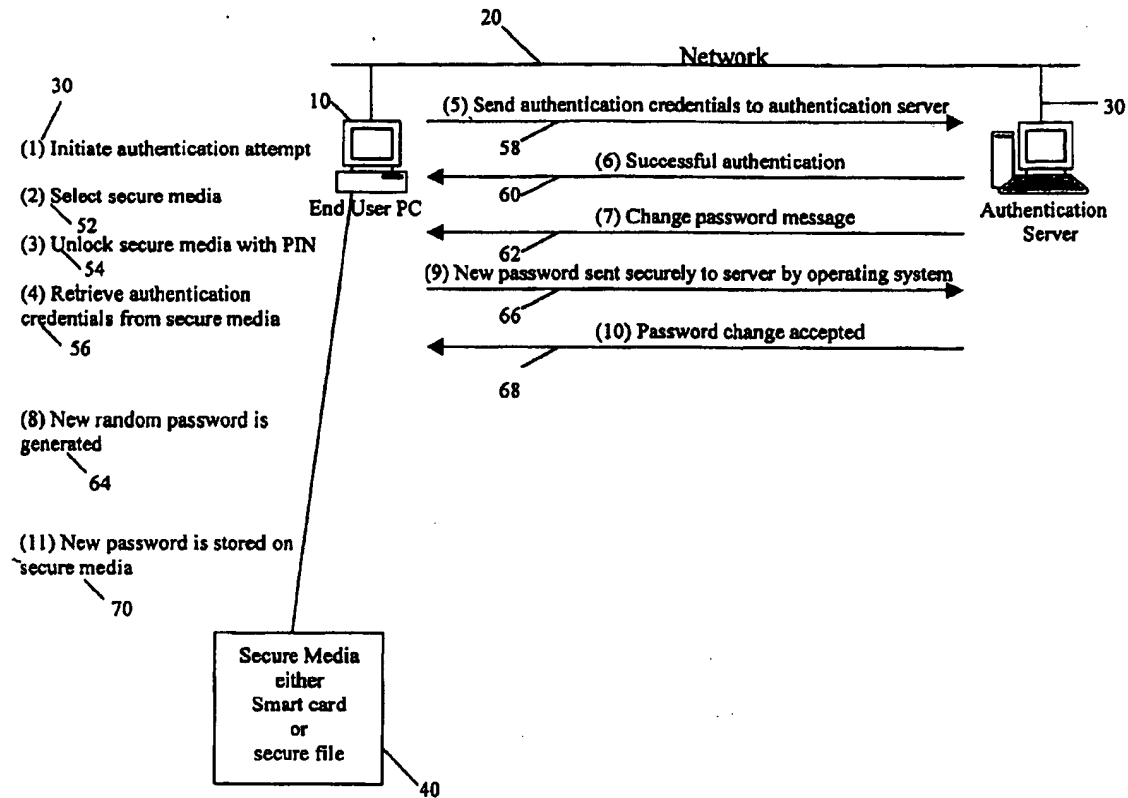 20
Network
30
10
(5) Send authentication credentials to authentication server
30
(1) Initiate authentication attempt
58
(6) Successful authentication
(2) Select secure media
60
End User PC
Authentication
Server
52
(7) Change password message
(3) Unlock secure media with PIN
62
54
(9) New password sent securely to server by operating system
(4) Retrieve authentication
credentials from secure media
66
56
(10) Password change accepted
68
(8) New random password is
generated
64
(11) New password is stored on
secure media
70
Secure Media
either
Smart card
or
secure file
40